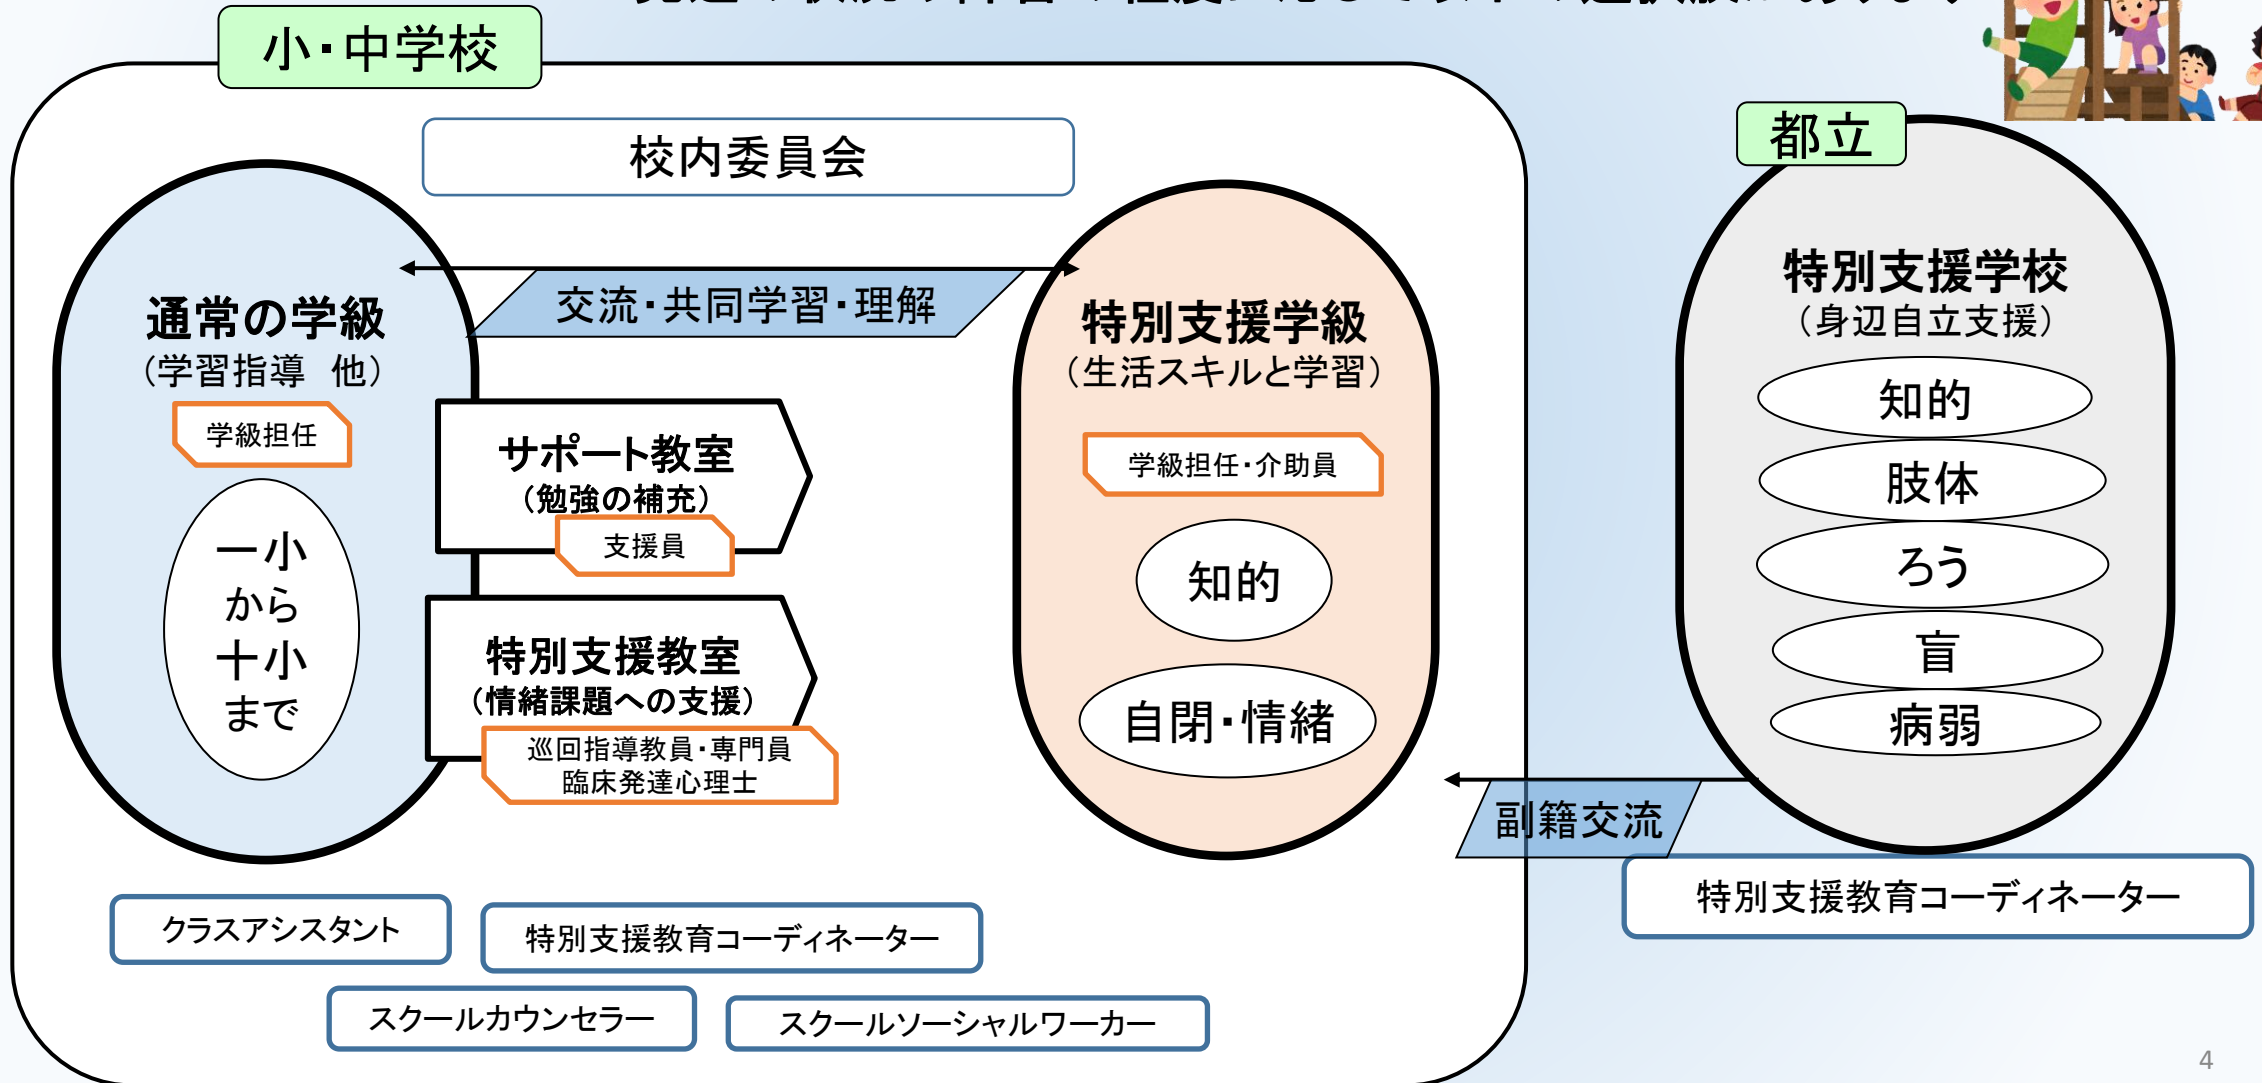 小・中学校
校内委員会
通常の学級
（学習指導　他）
学級担任
一小
から
十小
まで
交流・共同学習・理解
サポート教室
（勉強の補充）
支援員
特別支援教室
（情緒課題への支援）
巡回指導教員・専門員
臨床発達心理士
特別支援学級
（生活スキルと学習）
学級担任・介助員
知的
自閉・情緒
クラスアシスタント
特別支援教育コーディネーター
スクールカウンセラー
スクールソーシャルワーカー
都立
特別支援学校
（身辺自立支援）
知的
肢体
ろう
盲
病弱
副籍交流
特別支援教育コーディネーター
4